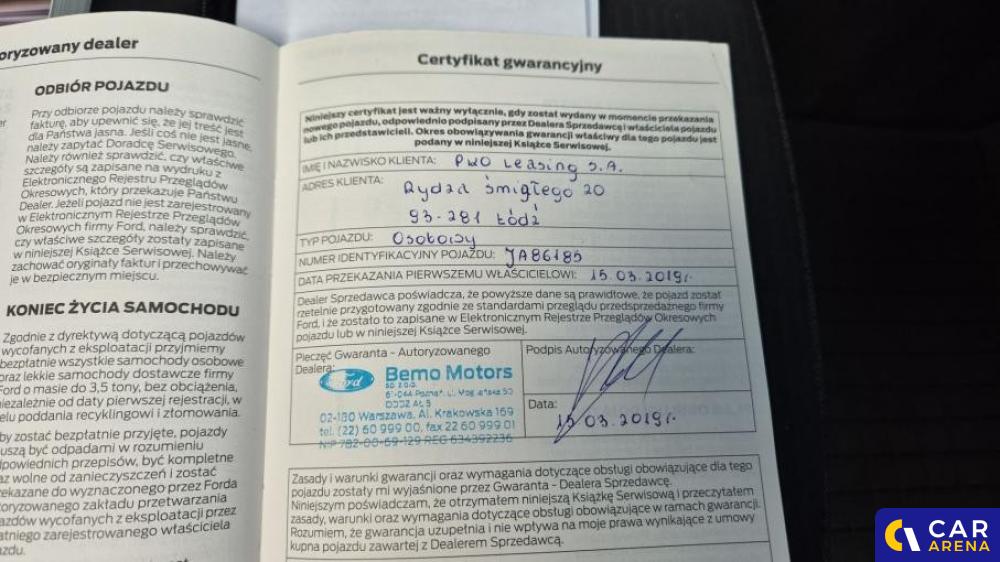 oryzowany dealer
ODBIÓR POJAZDU
Przy odbiorze pojazdu należy sprawdzić
fakturę, aby upewnić się, że jej treść jest
dla Państwa jasna. Jeśli coś nie jest jasne,
należy zapytać Doradcę Serwisowego.
Należy również sprawdzić, czy właściwe
szczegóły są zapisane na wydruku z
Elektronicznego Rejestru Przeglądów
Okresowych, który przekazuje Państwu
Dealer. Jeżeli pojazd nie jest zarejestrowany
w Elektronicznym Rejestrze Przeglądów
Okresowych firmy Ford, należy sprawdzić,
czy właściwe szczegóły zostały zapisane
w niniejszej Książce Serwisowej. Należy
zachować oryginały faktur i przechowywać
je w bezpiecznym miejscu.
KONIEC ŻYCIA SAMOCHODU
Zgodnie z dyrektywą dotyczącą pojazdów
wycofanych z eksploatacji przyjmiemy
bezpłatnie wszystkie samochody osobowe
oraz lekkie samochody dostawcze firmy
Ford o masie do 3,5 tony, bez obciążenia,
niezależnie od daty pierwszej rejestracji, w
celu poddania recyklingowi i złomowania.
by zostać bezpłatnie przyjęte, pojazdy
uszą być odpadami w rozumieniu
dpowiednich przepisów, być kompletne
az wolne od zanieczyszczeń i zostać
zekazane do wyznaczonego przez Forda
toryzowanego zakładu przetwarzania
azdów wycofanych z eksploatacji przez
atniego zarejestrowanego właściciela
azdu.
Certyfikat gwarancyjny
Niniejszy certyfikat jest ważny wyłącznie, gdy został wydany w momencie przekazania
nowego pojazdu, odpowiednio podpisany przez Dealera Sprzedawcę i właściciela pojazdu
lub ich przedstawicieli. Okres obowiązywania gwarancji właściwy dla tego pojazdu jest
podany w niniejszej Książce Serwisowej.
IMIĘ I NAZWISKO KLIENTA: PKO Leasing S.A.
ADRES KLIENTA: Rydza Śmigłego 20
93-281 Łódź
TYP POJAZDU: Osobowy
NUMER IDENTYFIKACYJNY POJAZDU: JA86185
DATA PRZEKAZANIA PIERWSZEMU WŁAŚCICIELOWI: 15.03.2019r.
Dealer Sprzedawca poświadcza, że powyższe dane są prawidłowe, że pojazd został
rzetelnie przygotowany zgodnie ze standardami przeglądu przedsprzedażnego firmy
Ford, i że został to zapisane w Elektronicznym Rejestrze Przeglądów Okresowych
pojazdu lub w niniejszej Książce Serwisowej.
Pieczęć Gwaranta - Autoryzowanego
Dealera:
Ford
Bemo Motors
sp. z o.o.
02-180 Warszawa, Al. Krakowska 169
tel. (22) 60 999 00, fax 22 60 999 01
NIP 782-00-69-129 REG 634392236
Podpis Autoryzowanego Dealera:
Data:
15.03.2019r.
Zasady i warunki gwarancji oraz wymagania dotyczące obsługi obowiązujące dla tego
pojazdu zostały mi wyjaśnione przez Gwaranta - Dealera Sprzedawcę.
Niniejszym poświadczam, że otrzymałem niniejszą Książkę Serwisową i przeczytałem
zasady, warunki oraz wymagania dotyczące obsługi obowiązujące w ramach gwarancji.
Rozumiem, że gwarancja uzupełnia i nie wpływa na moje prawa wynikające z umowy
kupna pojazdu zawartej z Dealerem Sprzedawcą.
CAR
ARENA